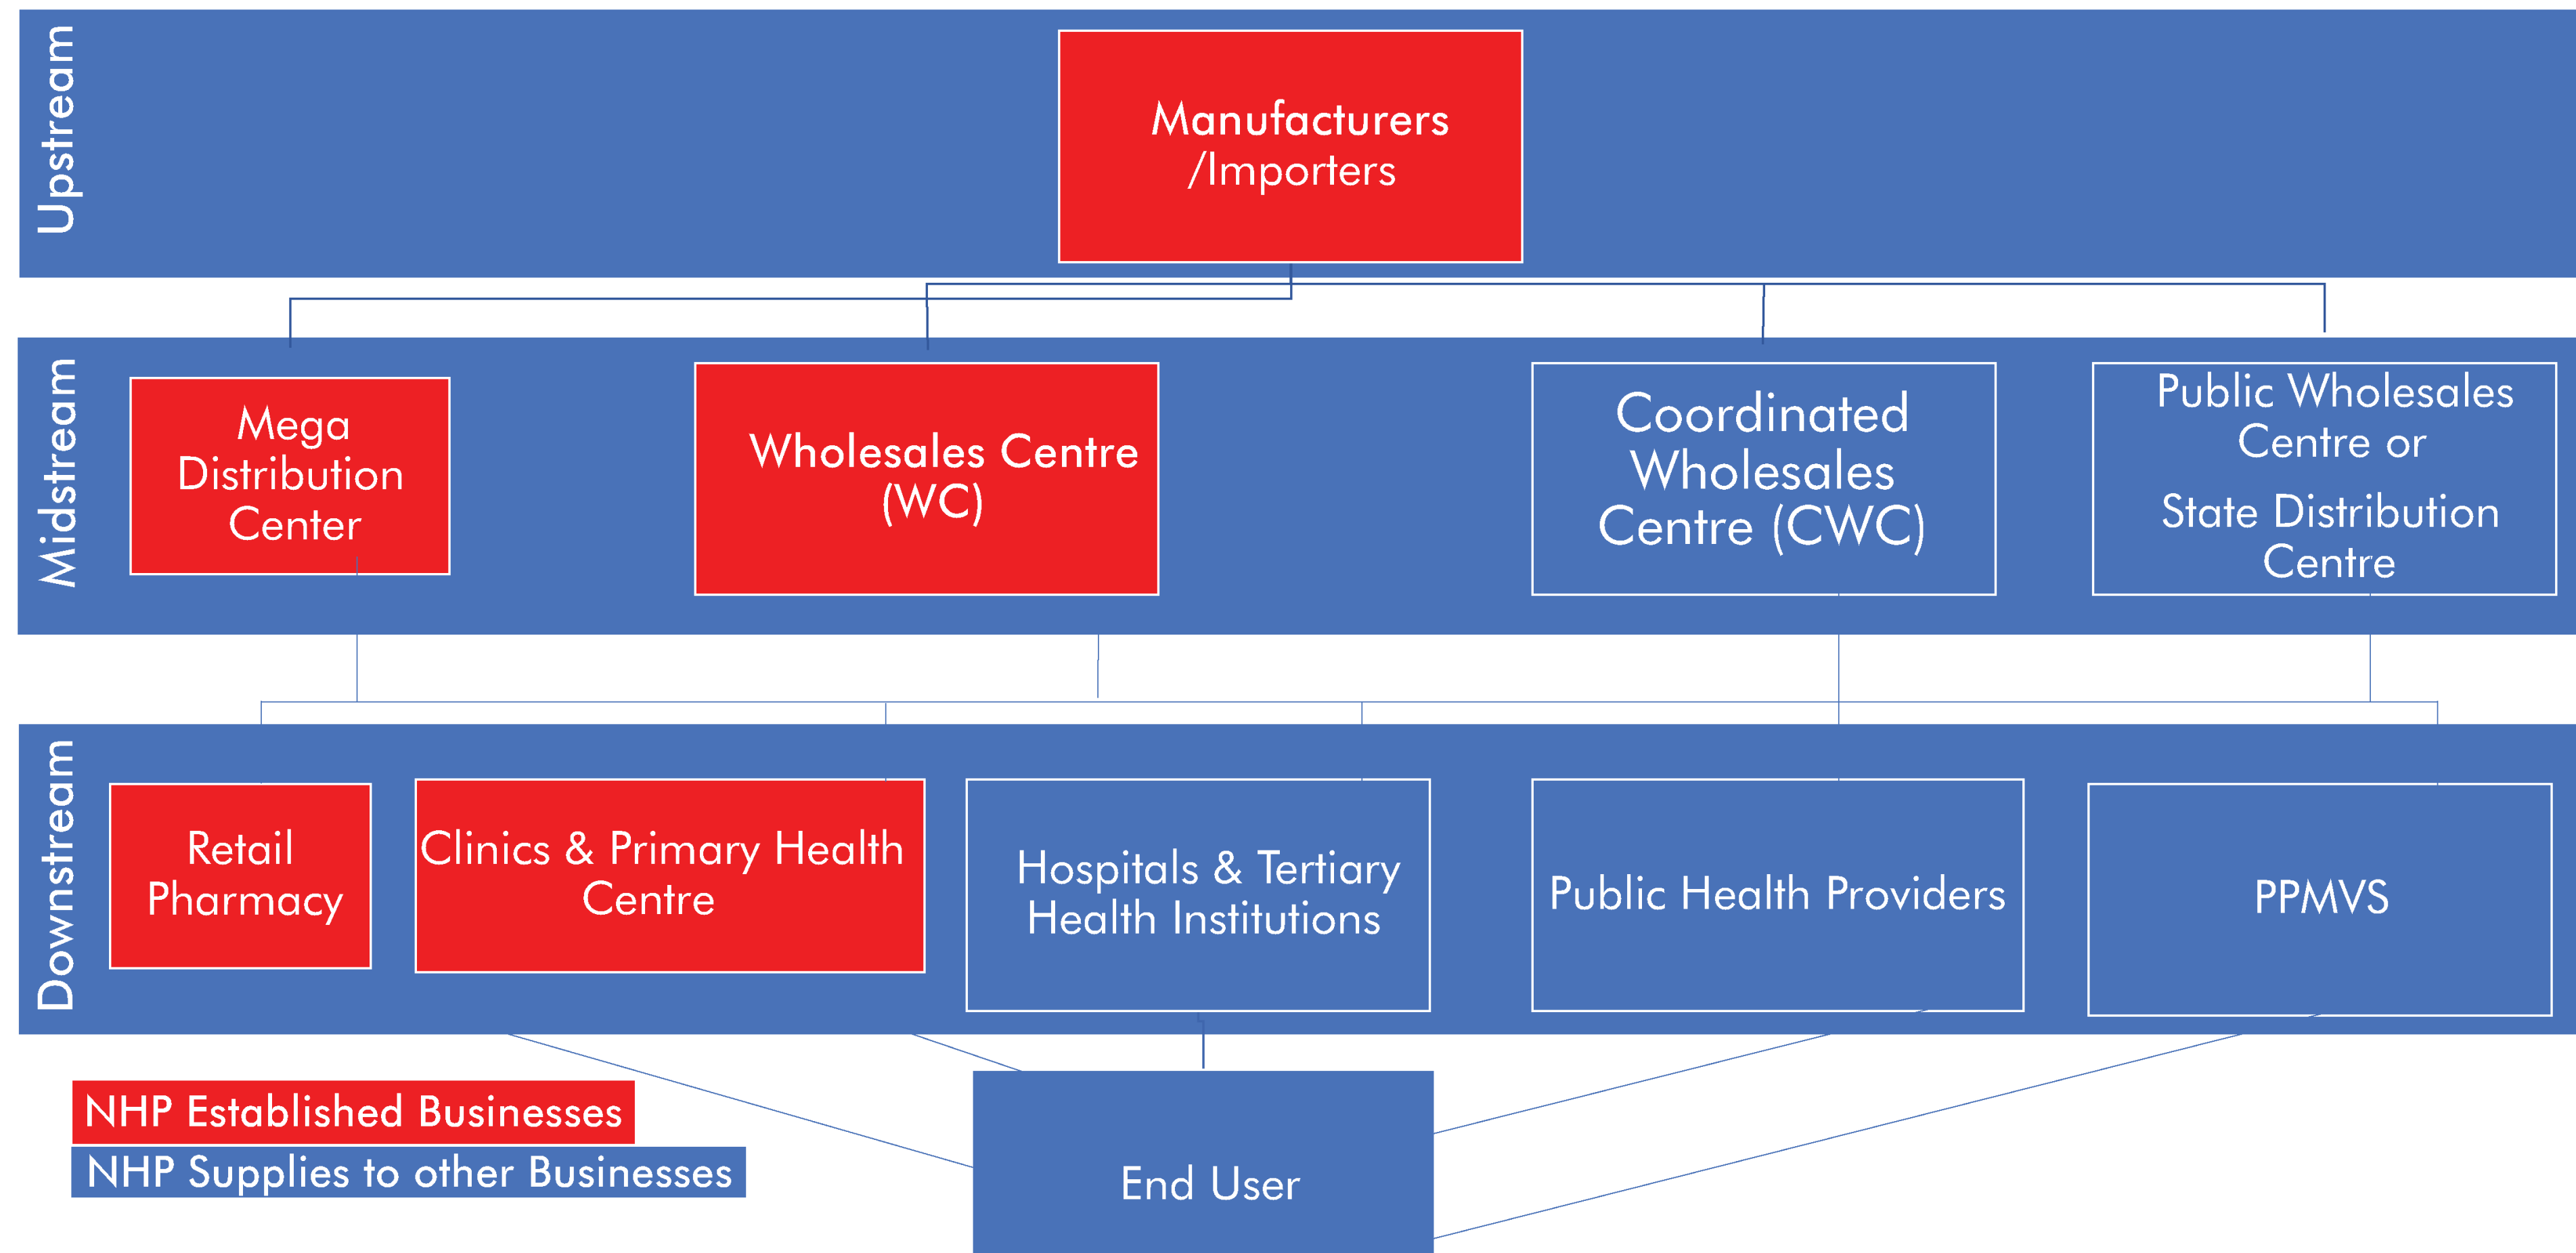 Upstream
Manufacturers
/Importers
Midstream
Mega
Distribution
Center
Wholesales Centre
(WC)
Coordinated
Wholesales
Centre (CWC)
Public Wholesales
Centre or
State Distribution
Centre
Downstream
Retail
Pharmacy
Clinics & Primary Health
Centre
Hospitals & Tertiary
Health Institutions
Public Health Providers
PPMVS
NHP Established Businesses
NHP Supplies to other Businesses
End User